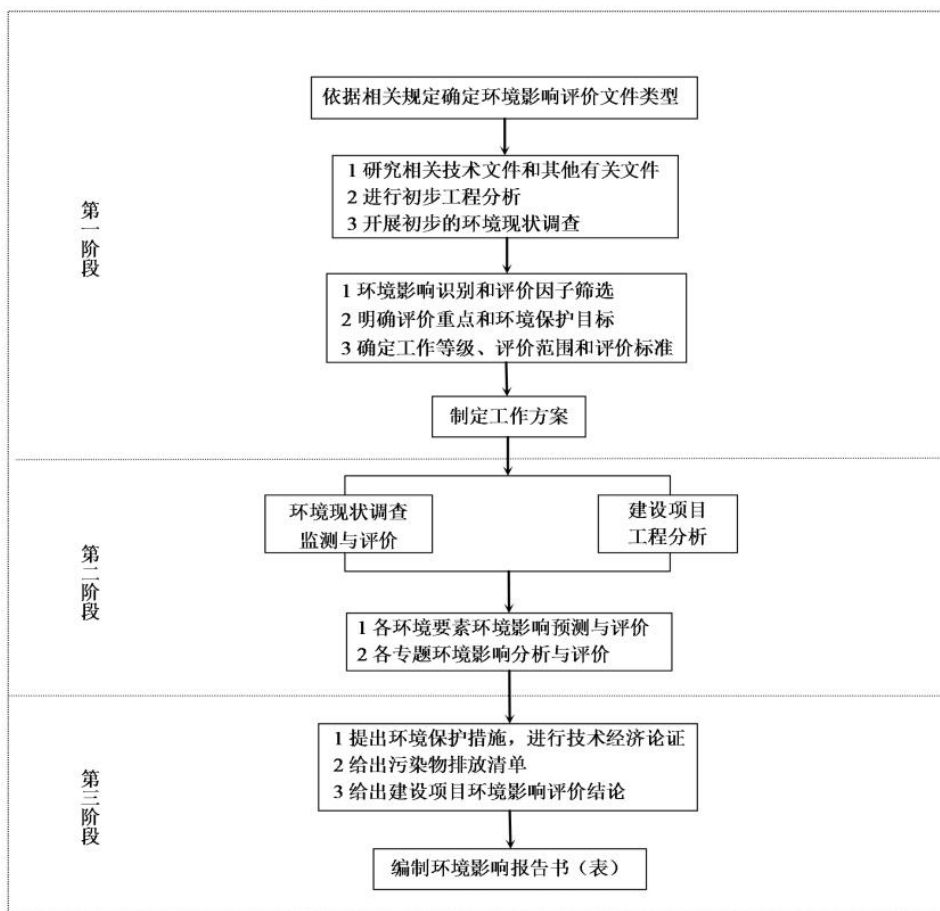 依据相关规定确定环境影响评价文件类型
1 研究相关技术文件和其他有关文件
2 进行初步工程分析
3 开展初步的环境现状调查
第一阶段
1 环境影响识别和评价因子筛选
2 明确评价重点和环境保护目标
3 确定工作等级、评价范围和评价标准
制定工作方案
第二阶段
环境现状调查
监测与评价
建设项目
工程分析
1 各环境要素环境影响预测与评价
2 各专题环境影响分析与评价
第三阶段
1 提出环境保护措施，进行技术经济论证
2 给出污染物排放清单
3 给出建设项目环境影响评价结论
编制环境影响报告书（表）